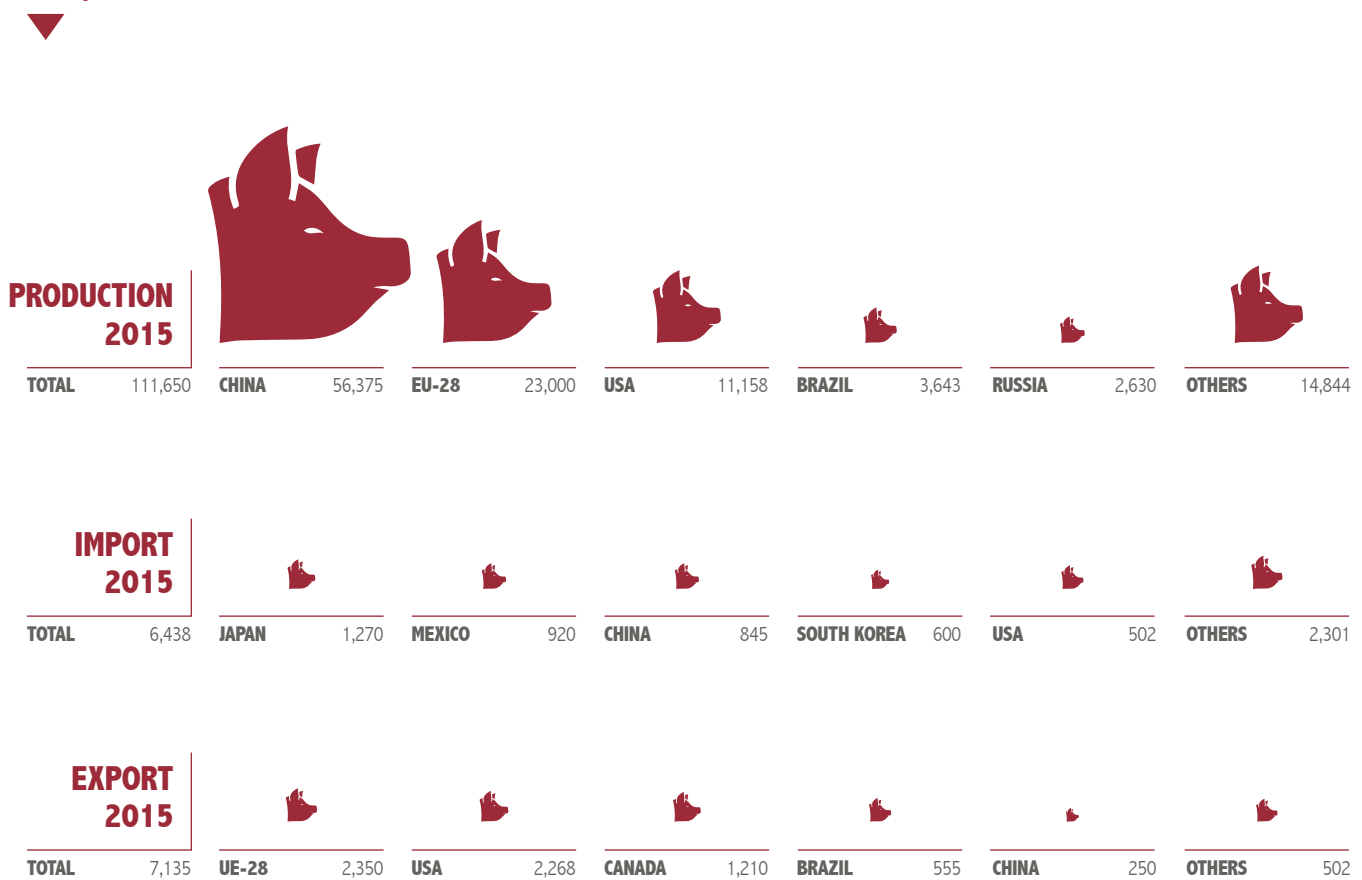 PRODUCTION
2015
TOTAL 111,650 CHINA 56,375 EU-28 23,000 USA 11,158 BRAZIL 3,643 RUSSIA 2,630 OTHERS 14,844
IMPORT
2015
TOTAL 6,438 JAPAN 1,270 MEXICO 920 CHINA 845 SOUTH KOREA 600 USA 502 OTHERS 2,301
EXPORT
2015
TOTAL 7,135 UE-28 2,350 USA 2,268 CANADA 1,210 BRAZIL 555 CHINA 250 OTHERS 502